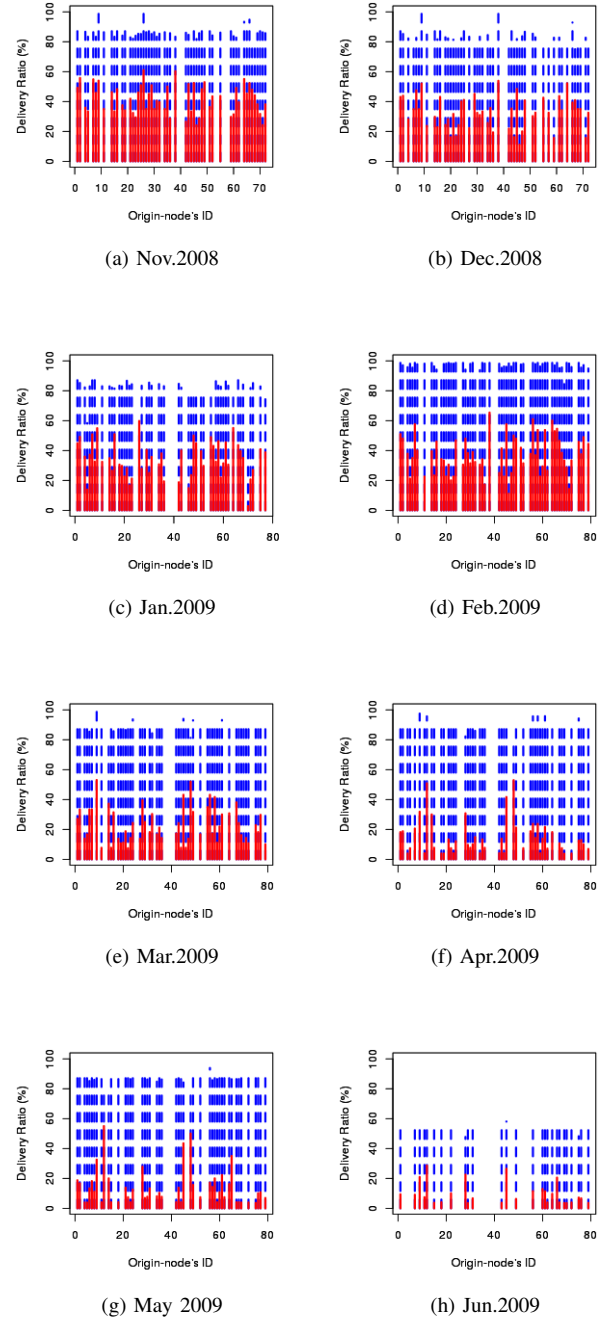 Delivery Ratio (%)
0 20 40 60 80 100
0 10 20 30 40 50 60 70
Origin-node's ID
(a) Nov.2008
Delivery Ratio (%)
0 20 40 60 80 100
0 10 20 30 40 50 60 70
Origin-node's ID
(b) Dec.2008
Delivery Ratio (%)
0 20 40 60 80 100
0 20 40 60 80
Origin-node's ID
(c) Jan.2009
Delivery Ratio (%)
0 20 40 60 80 100
0 20 40 60 80
Origin-node's ID
(d) Feb.2009
Delivery Ratio (%)
0 20 40 60 80 100
0 20 40 60 80
Origin-node's ID
(e) Mar.2009
Delivery Ratio (%)
0 20 40 60 80 100
0 20 40 60 80
Origin-node's ID
(f) Apr.2009
Delivery Ratio (%)
0 20 40 60 80 100
0 20 40 60 80
Origin-node's ID
(g) May 2009
Delivery Ratio (%)
0 20 40 60 80 100
0 20 40 60 80
Origin-node's ID
(h) Jun.2009